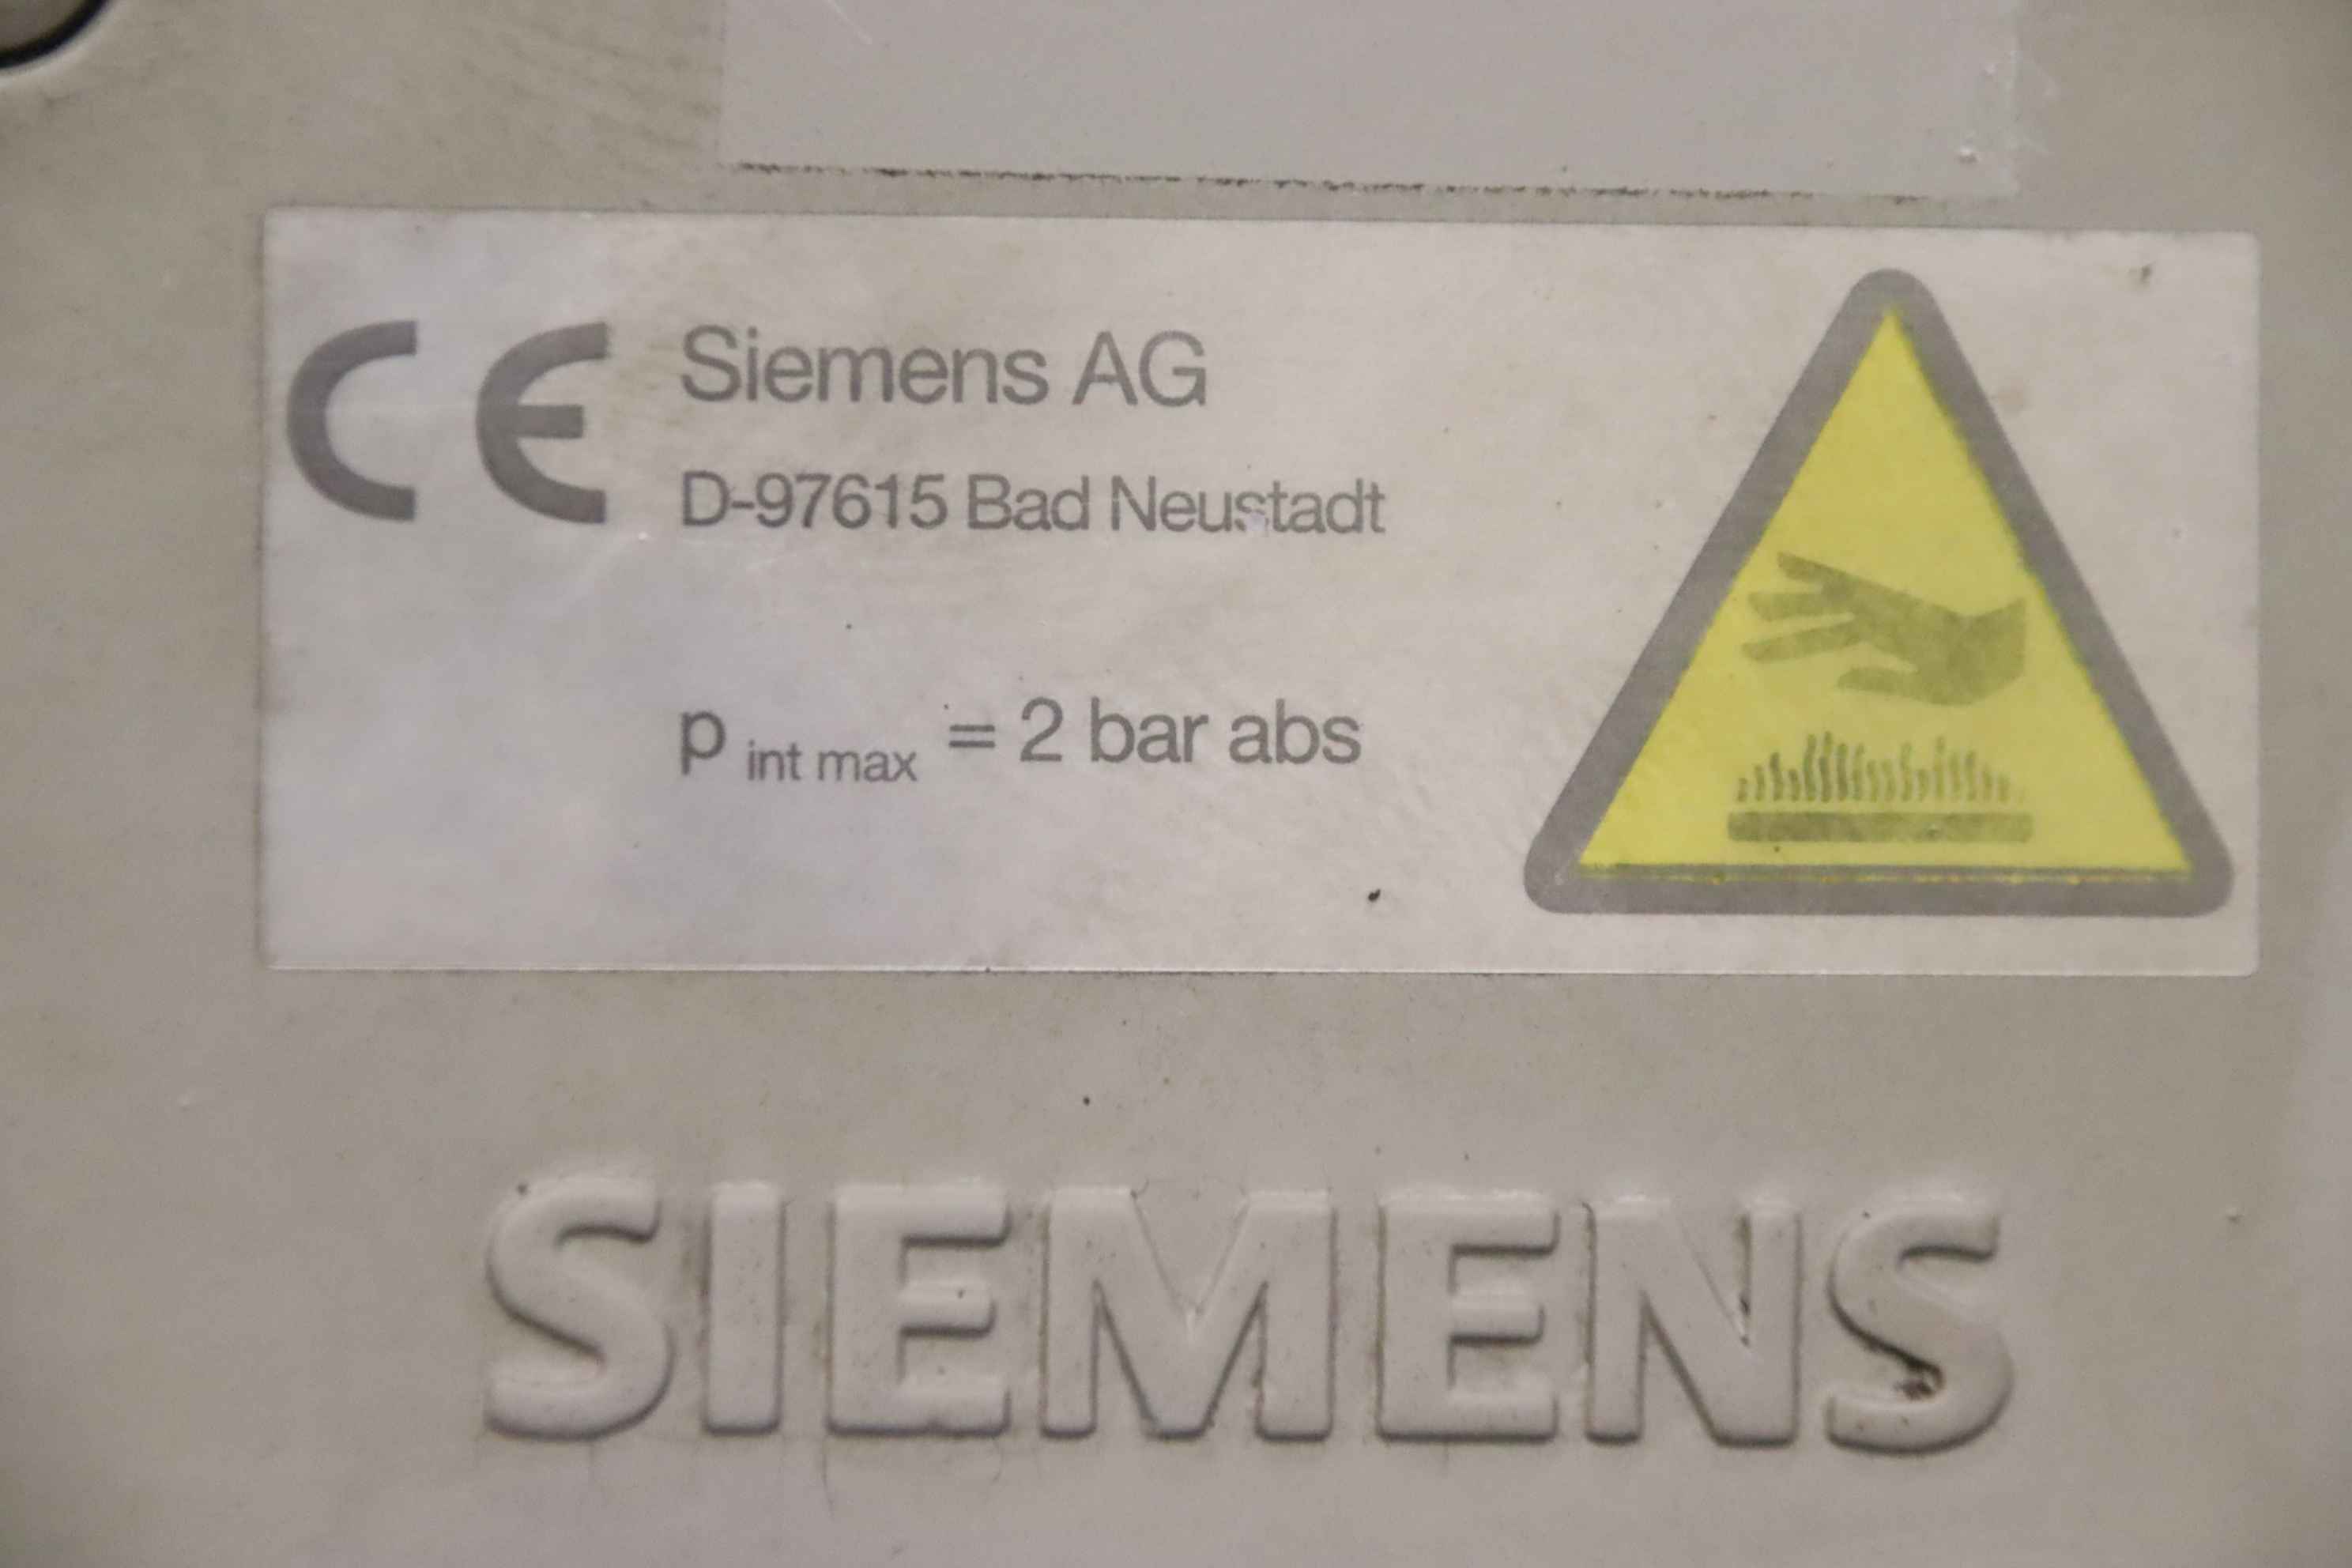 CE Siemens AG
D-97615 Bad Neustadt
p int max = 2 bar abs
SIEMENS